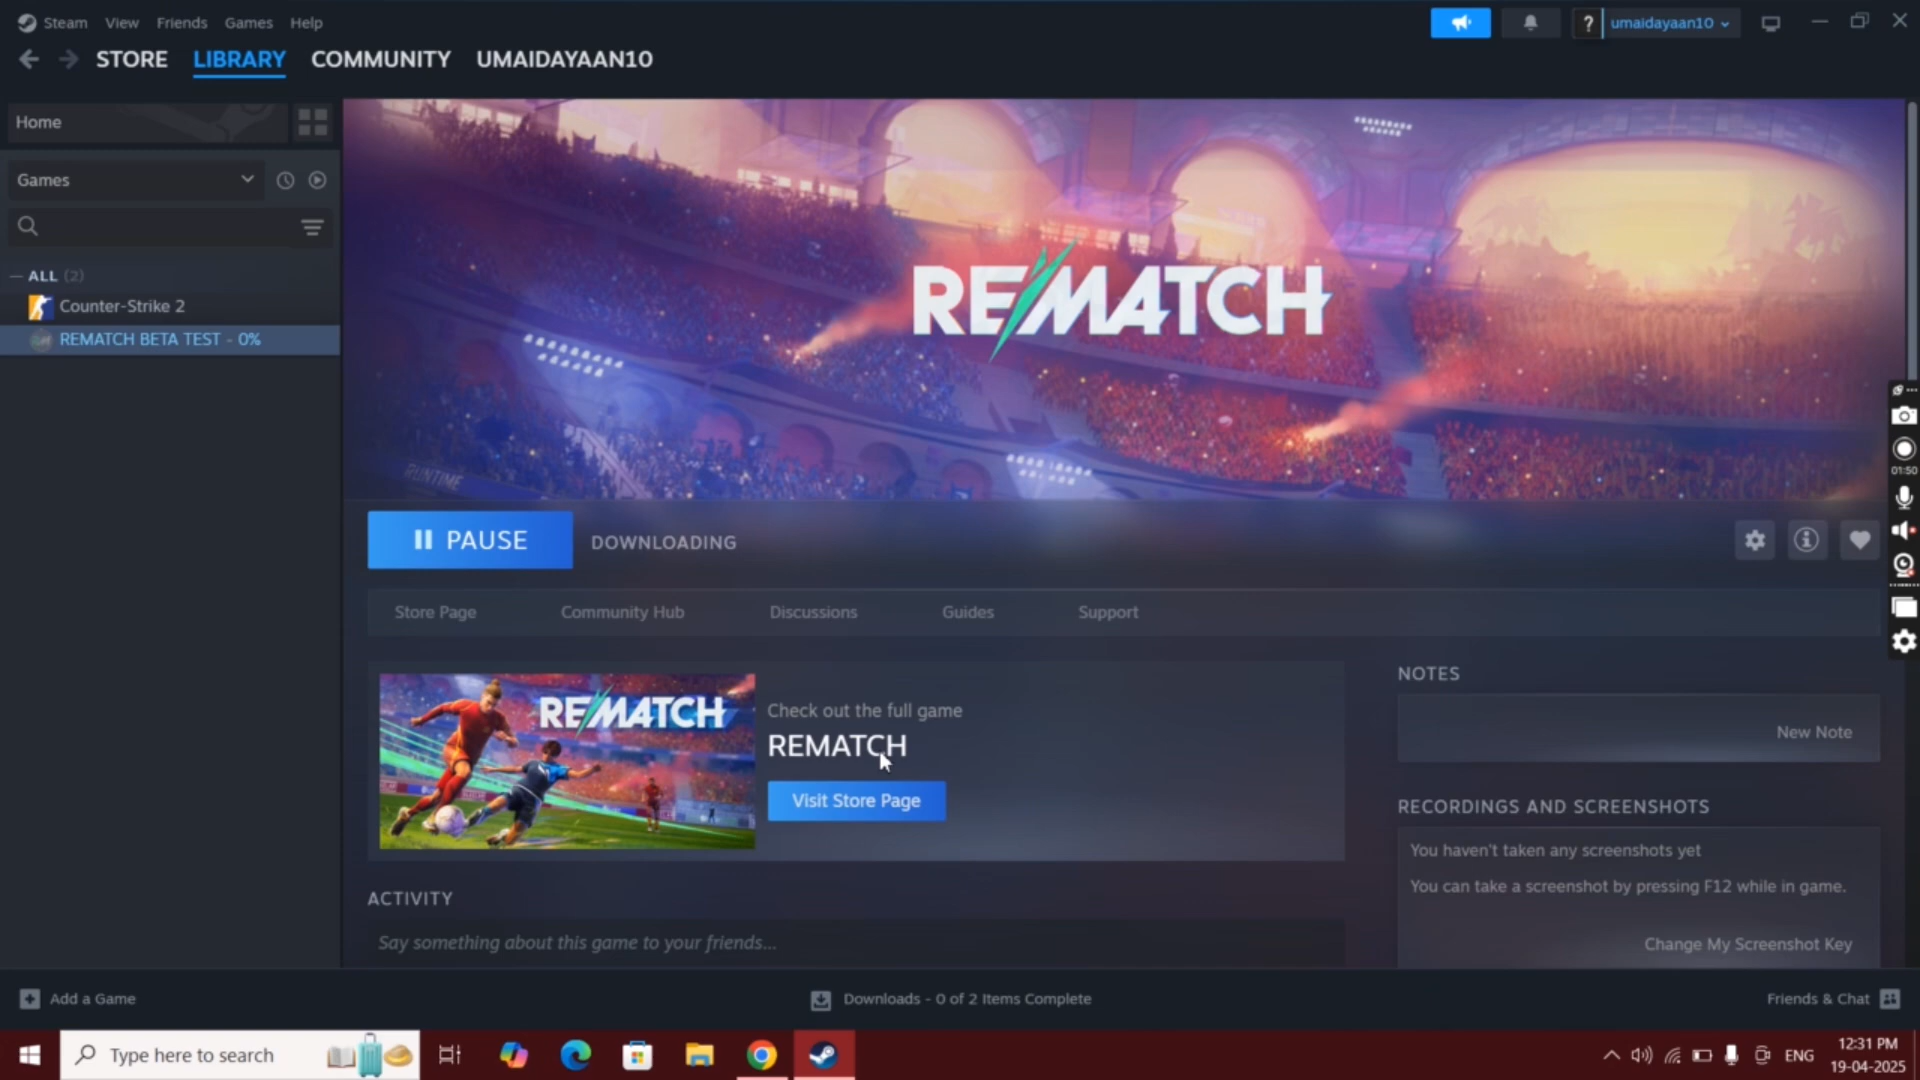 Steam View Friends Games Help
? umaidayaan10
STORE LIBRARY COMMUNITY UMAIDAYAAN10
Home
Games
ALL (2)
Counter-Strike 2
REMATCH BETA TEST - 0%
REMATCH
RUNTIME
01:50
PAUSE DOWNLOADING
Store Page Community Hub Discussions Guides Support
REMATCH
Check out the full game
REMATCH
Visit Store Page
NOTES
New Note
RECORDINGS AND SCREENSHOTS
You haven't taken any screenshots yet
You can take a screenshot by pressing F12 while in game.
Change My Screenshot Key
ACTIVITY
Say something about this game to your friends...
Add a Game
Downloads - 0 of 2 Items Complete
Friends & Chat
Type here to search
ENG
12:31 PM
19-04-2025